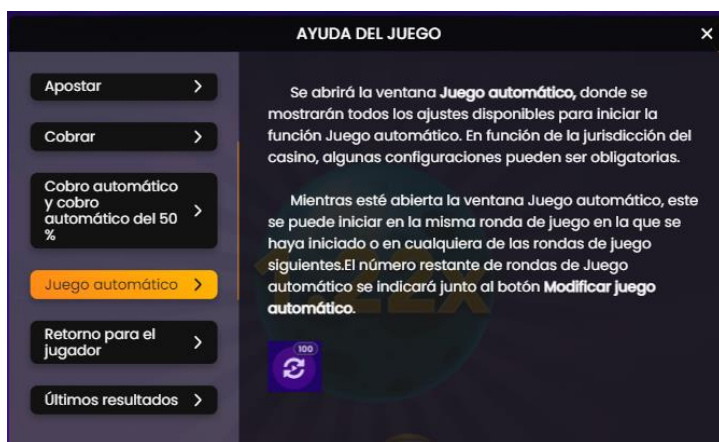 AYUDA DEL JUEGO
Apostar
Cobrar
Cobro automático
y cobro
automático del 50
%
Juego automático
Retorno para el
jugador
Últimos resultados
Se abrirá la ventana Juego automático, donde se
mostrarán todos los ajustes disponibles para iniciar la
función Juego automático. En función de la jurisdicción del
casino, algunas configuraciones pueden ser obligatorias.
Mientras esté abierta la ventana Juego automático, este
se puede iniciar en la misma ronda de juego en la que se
haya iniciado o en cualquiera de las rondas de juego
siguientes.El número restante de rondas de Juego
automático se indicará junto al botón Modificar juego
automático.
1.22x
100